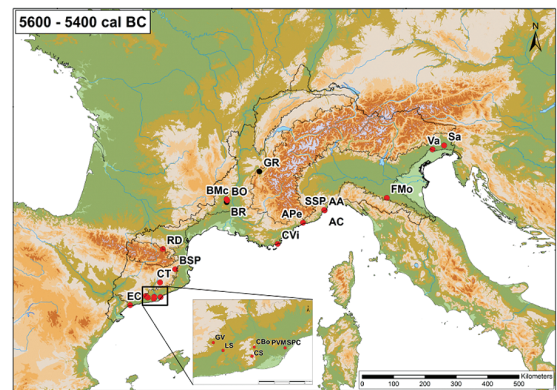 5600 - 5400 cal BC
N
Va
Sa
GR
BMc
BO
BR
SSP
AA
FMo
APe
AC
CVi
RD
BSP
CT
EC
GV
LS
CBo
PVM
SPC
CS
Kilometers
0
100
200
300
400
500